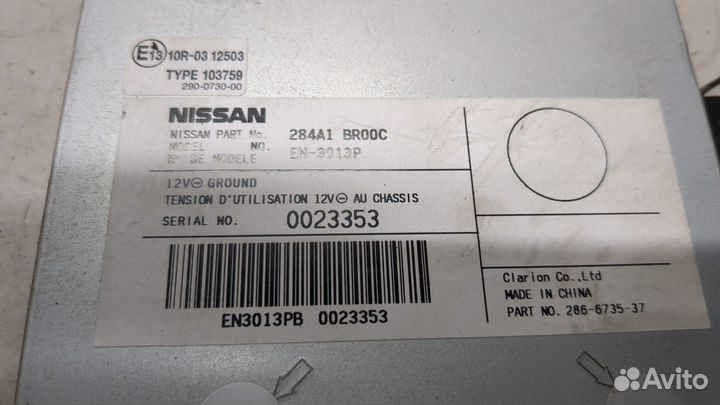 E13 10R-03 12503
TYPE 103759
290-0730-00
NISSAN
NISSAN PART No. 284A1 BR00C
MODEL NO. EN-3013P
N° DE MODELE
12V⊖ GROUND
TENSION D'UTILISATION 12V⊖ AU CHASSIS
SERIAL NO. 0023353
EN3013PB 0023353
Clarion Co.,Ltd
MADE IN CHINA
PART NO. 286-6735-37
Avito